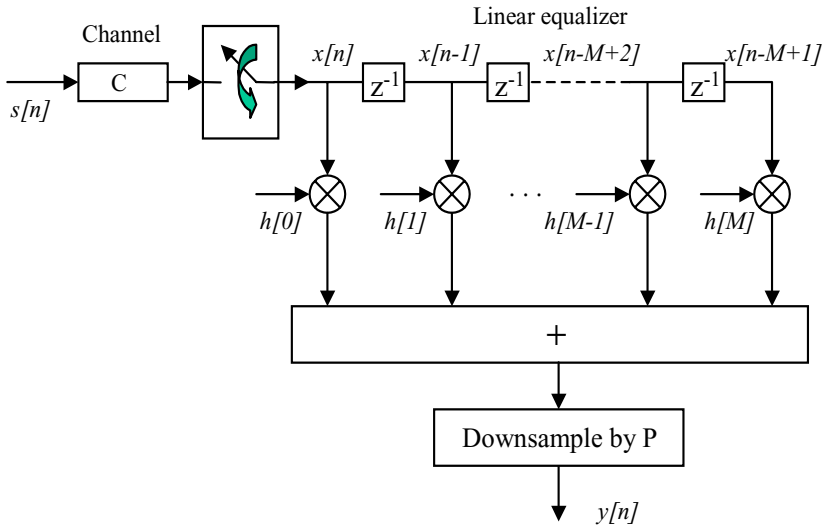 Linear equalizer
Channel
x[n] x[n-1] x[n-M+2] x[n-M+1]
C z⁻¹ z⁻¹ z⁻¹
s[n]
. . .
h[0] h[1] h[M-1] h[M]
+
Downsample by P
y[n]